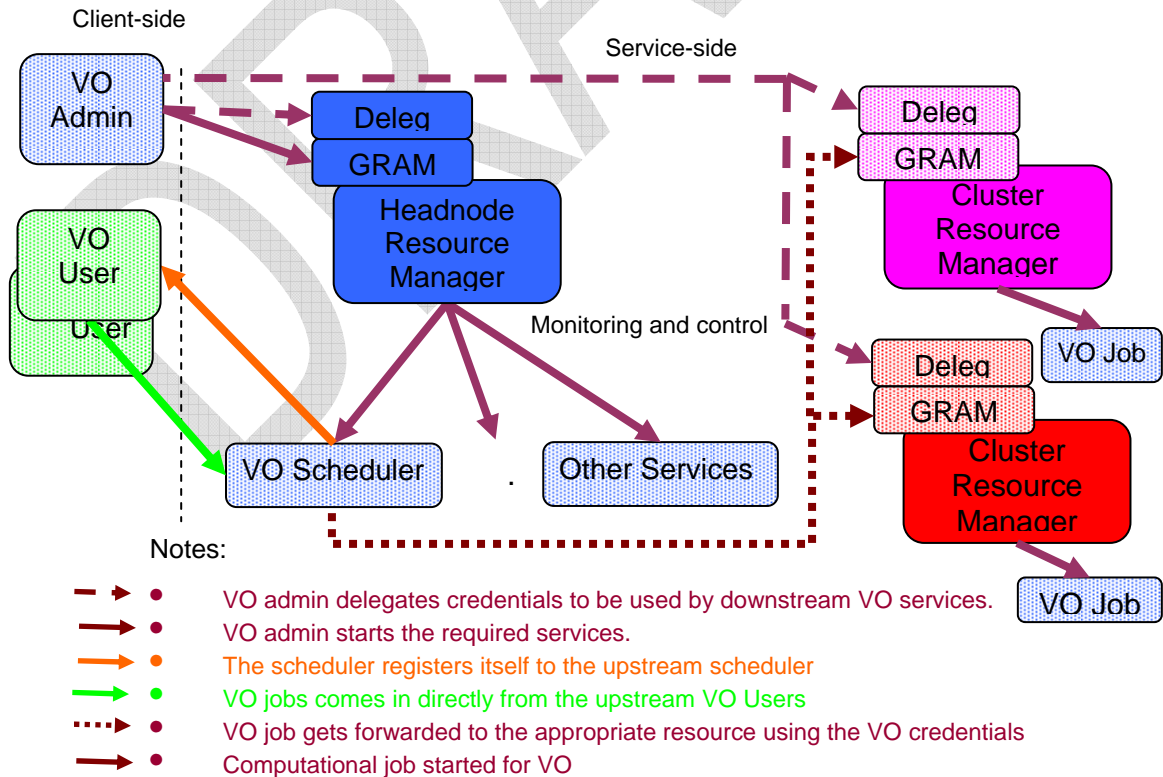 Client-side
Service-side
VO
Admin
Deleg
GRAM
Headnode
Resource
Manager
VO
User
User
Deleg
GRAM
Cluster
Resource
Manager
VO Job
Monitoring and control
Deleg
GRAM
Cluster
Resource
Manager
VO Job
VO Scheduler
.
Other Services
Notes:
• VO admin delegates credentials to be used by downstream VO services.
• VO admin starts the required services.
• The scheduler registers itself to the upstream scheduler
• VO jobs comes in directly from the upstream VO Users
• VO job gets forwarded to the appropriate resource using the VO credentials
• Computational job started for VO